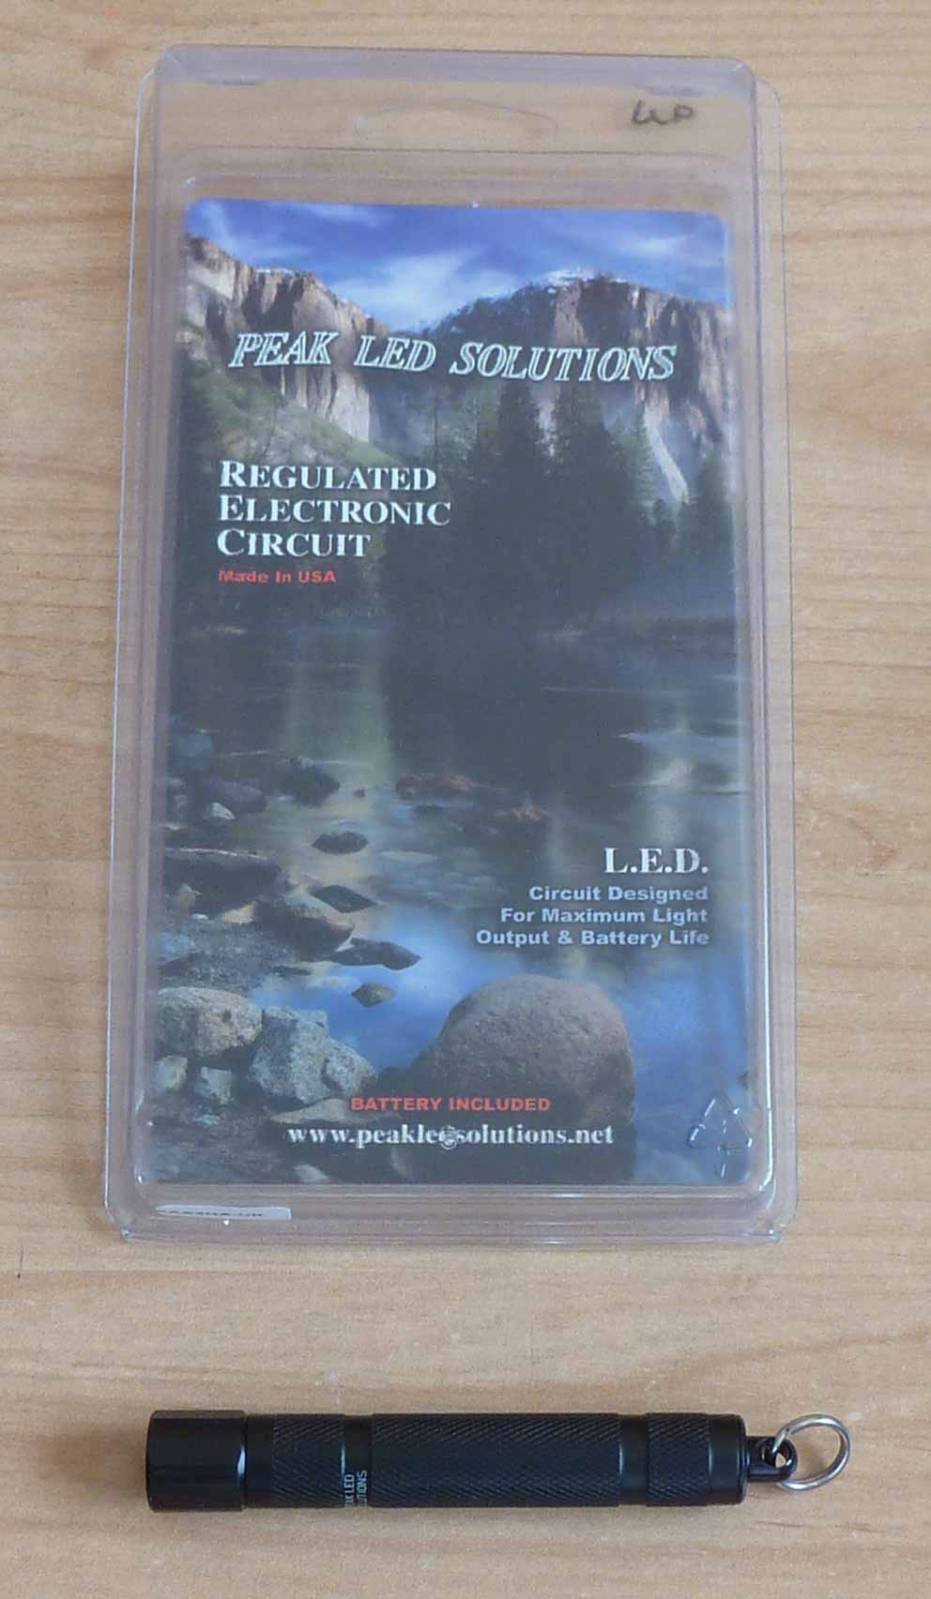 PEAK LED SOLUTIONS
REGULATED
ELECTRONIC
CIRCUIT
Made In USA
L.E.D.
Circuit Designed
For Maximum Light
Output & Battery Life
BATTERY INCLUDED
www.peakledsolutions.net
LED